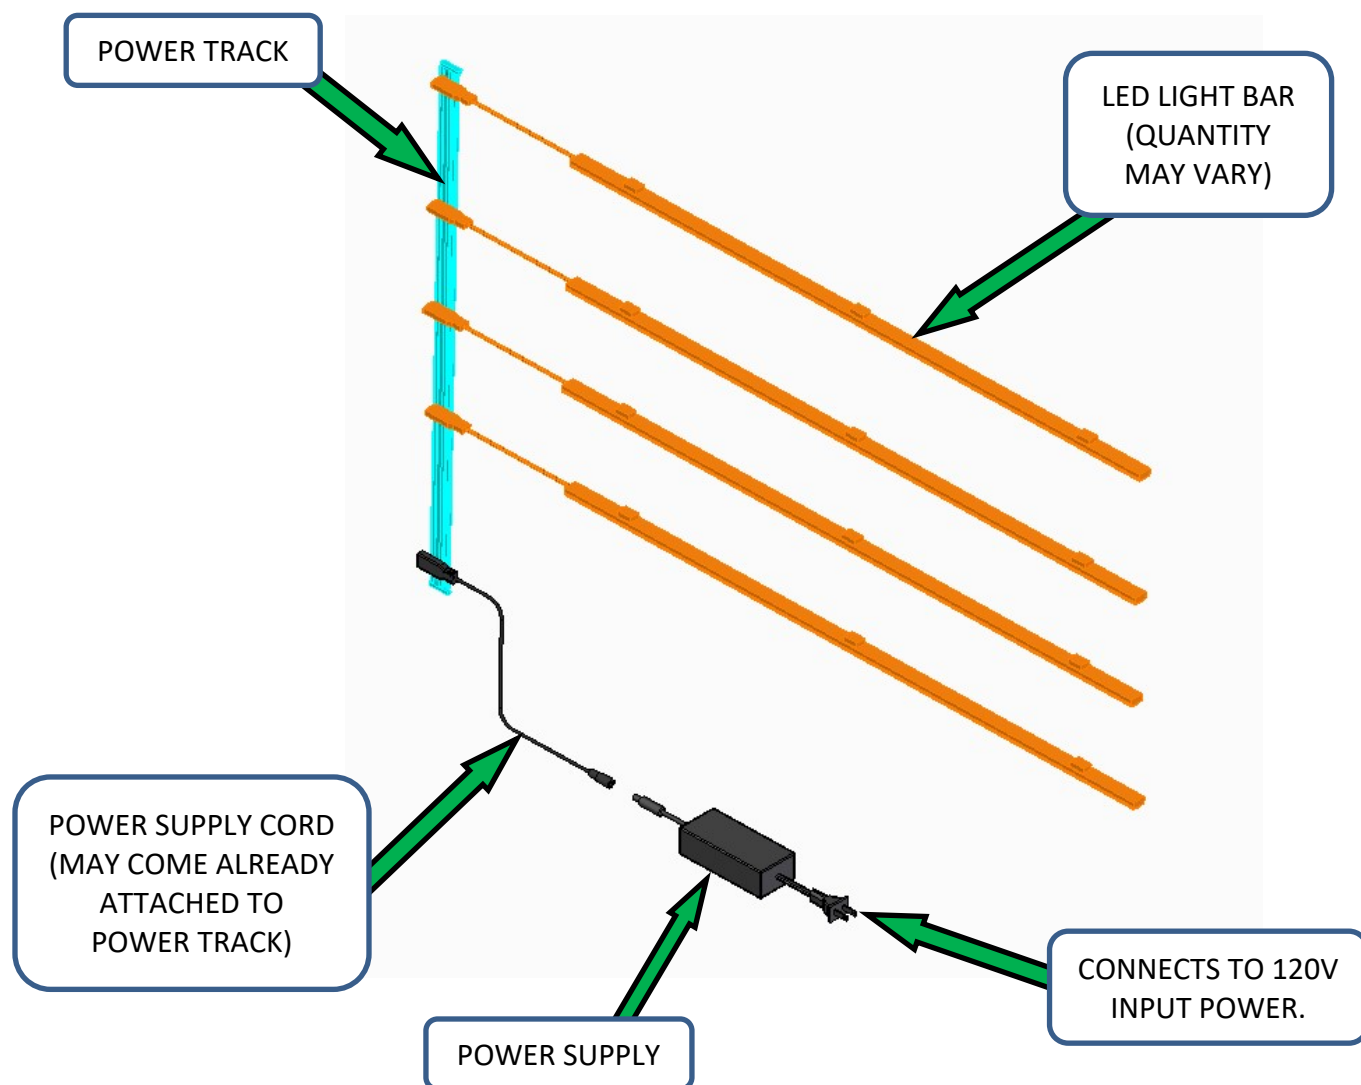 POWER TRACK
LED LIGHT BAR
(QUANTITY
MAY VARY)
POWER SUPPLY CORD
(MAY COME ALREADY
ATTACHED TO
POWER TRACK)
POWER SUPPLY
CONNECTS TO 120V
INPUT POWER.